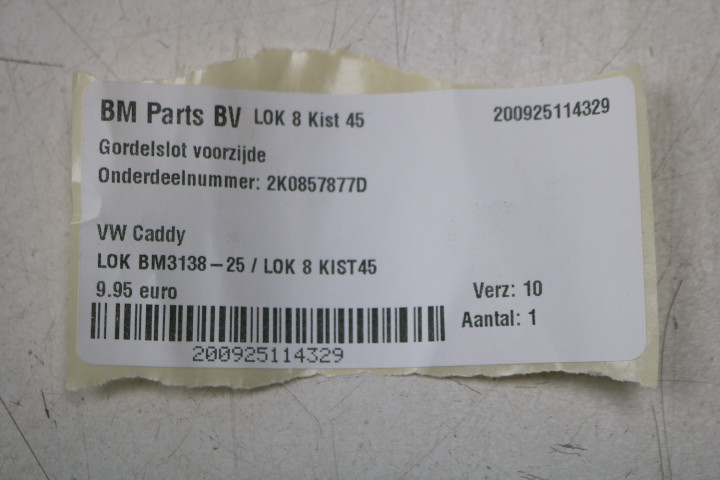 BM Parts BV LOK 8 Kist 45 200925114329
Gordelslot voorzijde
Onderdeelnummer: 2K0857877D
VW Caddy
LOK BM3138-25 / LOK 8 KIST45
9.95 euro Verz: 10
Aantal: 1
200925114329